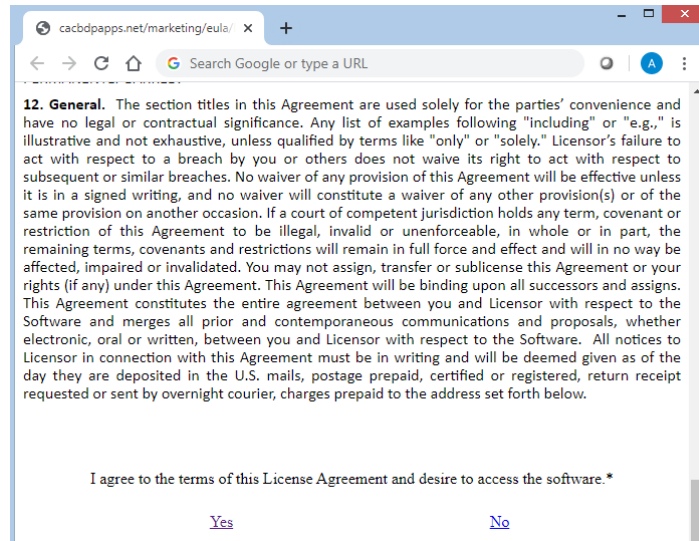 cacbdpapps.net/marketing/eula/
Search Google or type a URL
A
12. General. The section titles in this Agreement are used solely for the parties' convenience and
have no legal or contractual significance. Any list of examples following "including" or "e.g.," is
illustrative and not exhaustive, unless qualified by terms like "only" or "solely." Licensor's failure to
act with respect to a breach by you or others does not waive its right to act with respect to
subsequent or similar breaches. No waiver of any provision of this Agreement will be effective unless
it is in a signed writing, and no waiver will constitute a waiver of any other provision(s) or of the
same provision on another occasion. If a court of competent jurisdiction holds any term, covenant or
restriction of this Agreement to be illegal, invalid or unenforceable, in whole or in part, the
remaining terms, covenants and restrictions will remain in full force and effect and will in no way be
affected, impaired or invalidated. You may not assign, transfer or sublicense this Agreement or your
rights (if any) under this Agreement. This Agreement will be binding upon all successors and assigns.
This Agreement constitutes the entire agreement between you and Licensor with respect to the
Software and merges all prior and contemporaneous communications and proposals, whether
electronic, oral or written, between you and Licensor with respect to the Software. All notices to
Licensor in connection with this Agreement must be in writing and will be deemed given as of the
day they are deposited in the U.S. mails, postage prepaid, certified or registered, return receipt
requested or sent by overnight courier, charges prepaid to the address set forth below.
I agree to the terms of this License Agreement and desire to access the software.*
Yes No